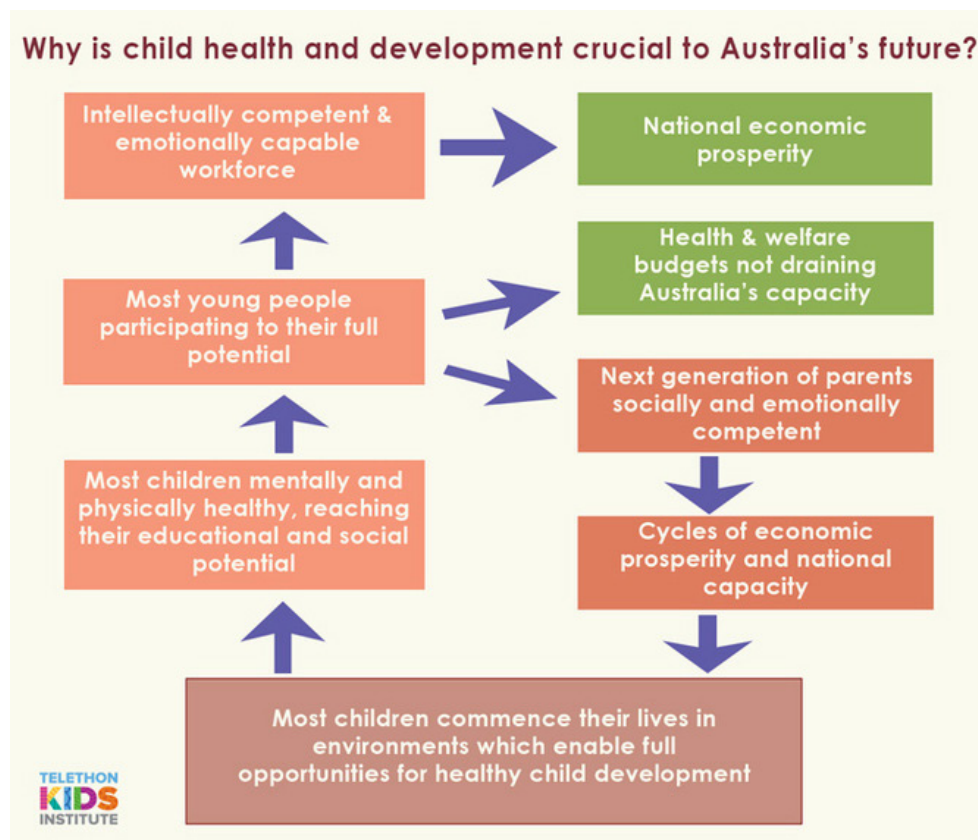 Why is child health and development crucial to Australia's future?
Intellectually competent &
emotionally capable
workforce
National economic
prosperity
Health & welfare
budgets not draining
Australia's capacity
Most young people
participating to their full
potential
Next generation of parents
socially and emotionally
competent
Most children mentally and
physically healthy, reaching
their educational and social
potential
Cycles of economic
prosperity and national
capacity
Most children commence their lives in
environments which enable full
opportunities for healthy child development
TELETHON
KIDS
INSTITUTE